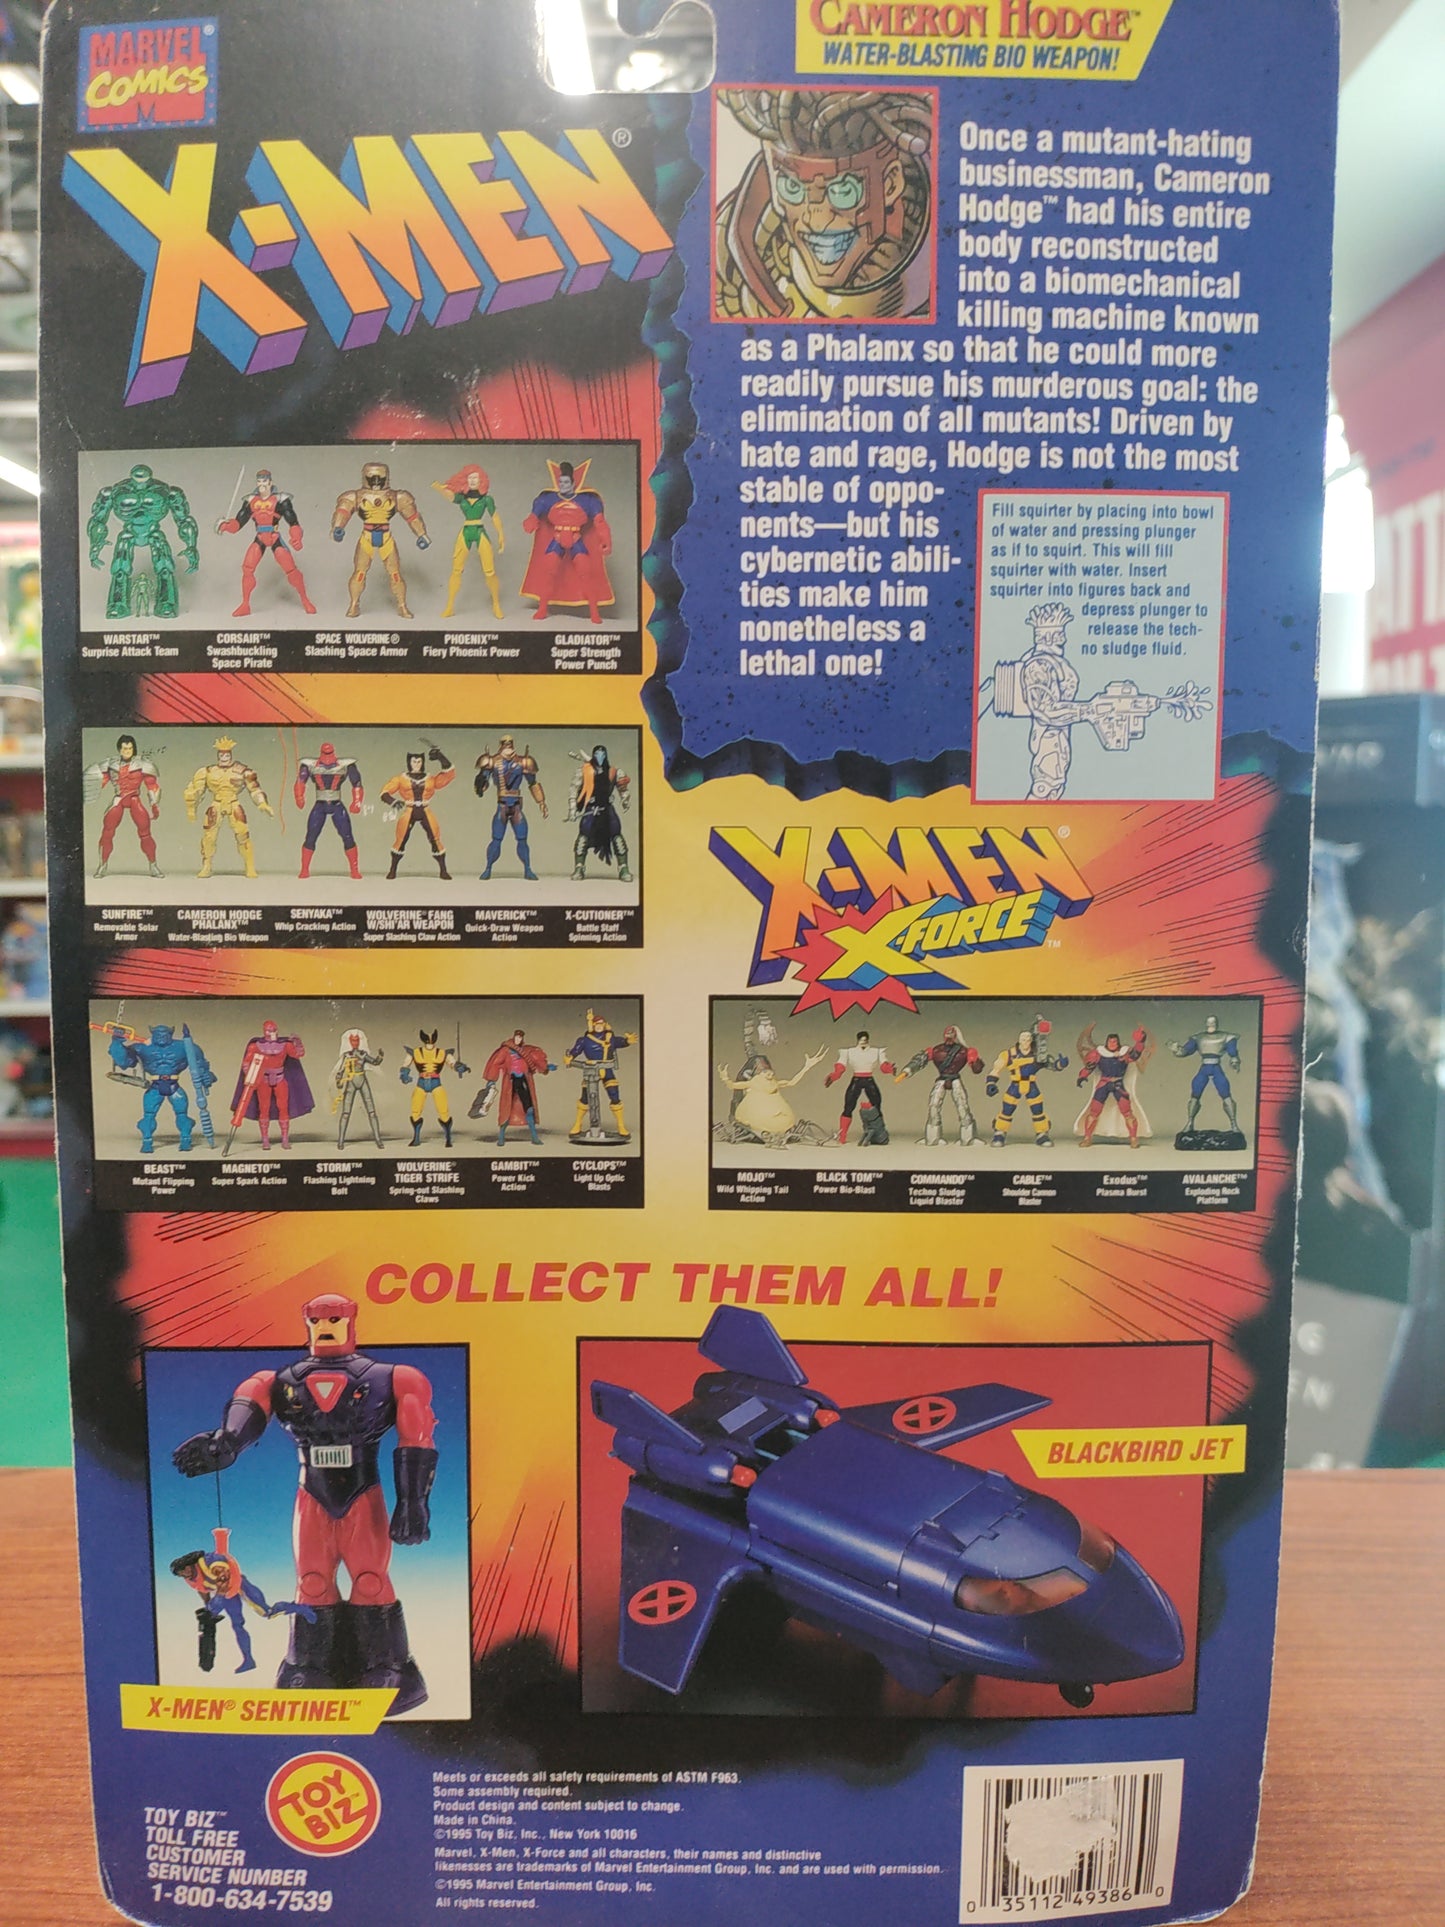 MARVEL®
COMICS
M
X-MEN®
CAMERON HODGE™
WATER-BLASTING BIO WEAPON!
Once a mutant-hating
businessman, Cameron
Hodge™ had his entire
body reconstructed
into a biomechanical
killing machine known
as a Phalanx so that he could more
readily pursue his murderous goal: the
elimination of all mutants! Driven by
hate and rage, Hodge is not the most
stable of oppo-
nents—but his
cybernetic abili-
ties make him
nonetheless a
lethal one!
Fill squirter by placing into bowl
of water and pressing plunger
as if to squirt. This will fill
squirter with water. Insert
squirter into figures back and
depress plunger to
release the tech-
no sludge fluid.
WARSTAR™
Surprise Attack Team
CORSAIR™
Swashbuckling
Space Pirate
SPACE WOLVERINE®
Slashing Space Armor
PHOENIX™
Fiery Phoenix Power
GLADIATOR™
Super Strength
Power Punch
SUNFIRE™
Removable Solar
Armor
CAMERON HODGE
PHALANX™
Water-Blasting Bio Weapon
SENYAKA™
Whip Cracking Action
WOLVERINE® FANG
W/SHI'AR WEAPON
Super Slashing Claw Action
MAVERICK™
Quick-Draw Weapon
Action
X-CUTIONER™
Battle Staff
Spinning Action
BEAST™
Mutant Flipping
Power
MAGNETO™
Super Spark Action
STORM™
Flashing Lightning
Bolt
WOLVERINE®
TIGER STRIFE
Spring-out Slashing
Claws
GAMBIT™
Power Kick
Action
CYCLOPS™
Light Up Optic
Blasts
X-MEN®
X-FORCE™
MOJO™
Wild Whipping Tail
Action
BLACK TOM™
Power Bio-Blast
COMMANDO™
Techno Sludge
Liquid Blaster
CABLE™
Shoulder Cannon
Blaster
Exodus™
Plasma Burst
AVALANCHE™
Exploding Rock
Platform
COLLECT THEM ALL!
X-MEN® SENTINEL™
BLACKBIRD JET
TOY BIZ™
TOLL FREE
CUSTOMER
SERVICE NUMBER
1-800-634-7539
TOY
BIZ™
Meets or exceeds all safety requirements of ASTM F963.
Some assembly required.
Product design and content subject to change.
Made in China.
©1995 Toy Biz, Inc., New York 10016
Marvel, X-Men, X-Force and all characters, their names and distinctive
likenesses are trademarks of Marvel Entertainment Group, Inc. and are used with permission.
©1995 Marvel Entertainment Group, Inc.
All rights reserved.
0 35112 49386 0